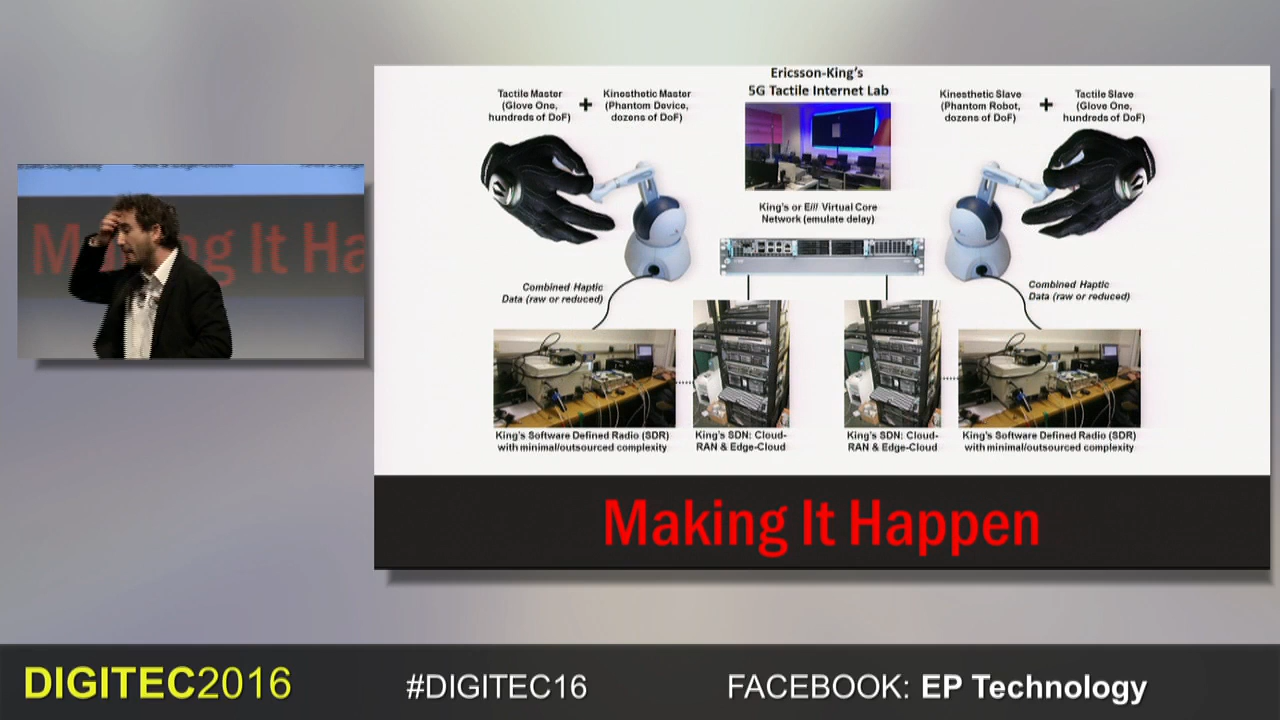 Ericsson-King's
5G Tactile Internet Lab
Tactile Master
(Glove One,
hundreds of DoF)
+
Kinesthetic Master
(Phantom Device,
dozens of DoF)
Kinesthetic Slave
(Phantom Robot,
dozens of DoF)
+
Tactile Slave
(Glove One,
hundreds of DoF)
King's or E/// Virtual Core
Network (emulate delay)
Combined Haptic
Data (raw or reduced)
Combined Haptic
Data (raw or reduced)
King's Software Defined Radio (SDR)
with minimal/outsourced complexity
King's SDN: Cloud-
RAN & Edge-Cloud
King's SDN: Cloud-
RAN & Edge-Cloud
King's Software Defined Radio (SDR)
with minimal/outsourced complexity
Making It Happen
M ng It Ha
DIGITEC2016
#DIGITEC16
FACEBOOK: EP Technology